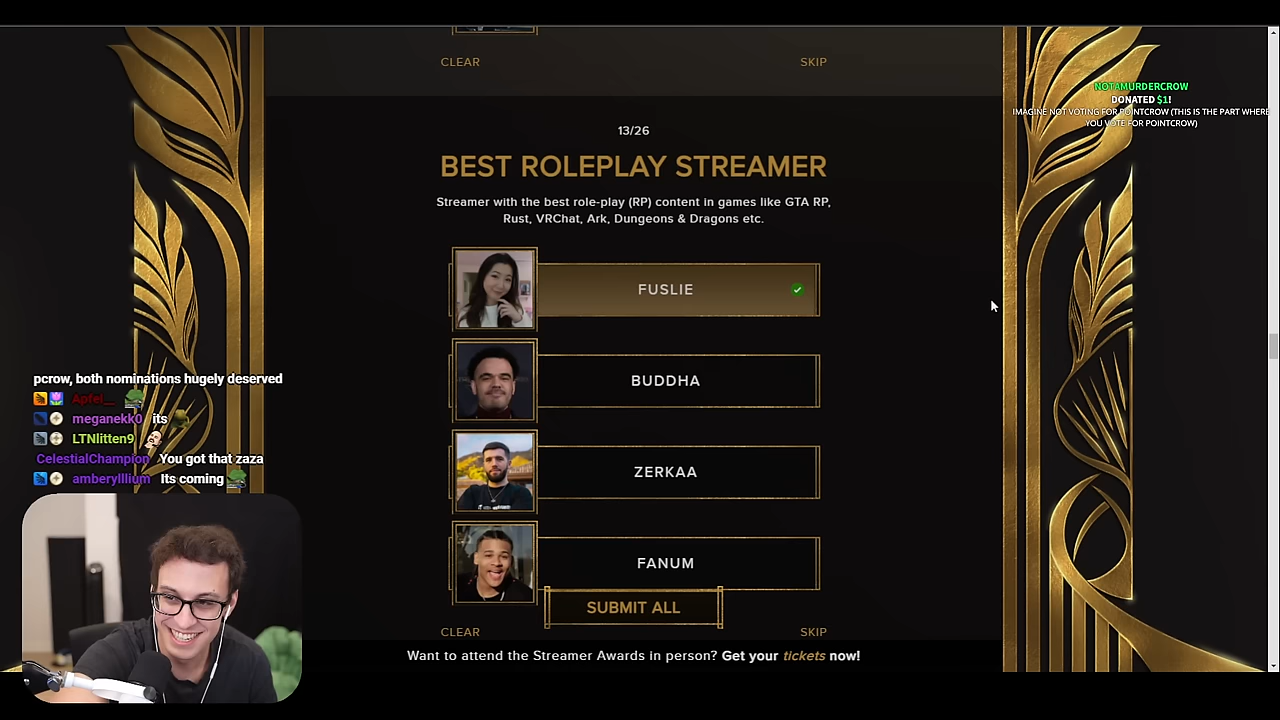 CLEAR
SKIP
13/26
BEST ROLEPLAY STREAMER
Streamer with the best role-play (RP) content in games like GTA RP,
Rust, VRChat, Ark, Dungeons & Dragons etc.
FUSLIE
BUDDHA
ZERKAA
FANUM
SUBMIT ALL
CLEAR
SKIP
Want to attend the Streamer Awards in person? Get your tickets now!
NOTAMURDERCROW
DONATED $1!
IMAGINE NOT VOTING FOR POINTCROW (THIS IS THE PART WHERE
YOU VOTE FOR POINTCROW)
pcrow, both nominations hugely deserved
Apfel__
meganekk0 its
LTNlitten9
CelestialChampion You got that zaza
amberylllium Its coming